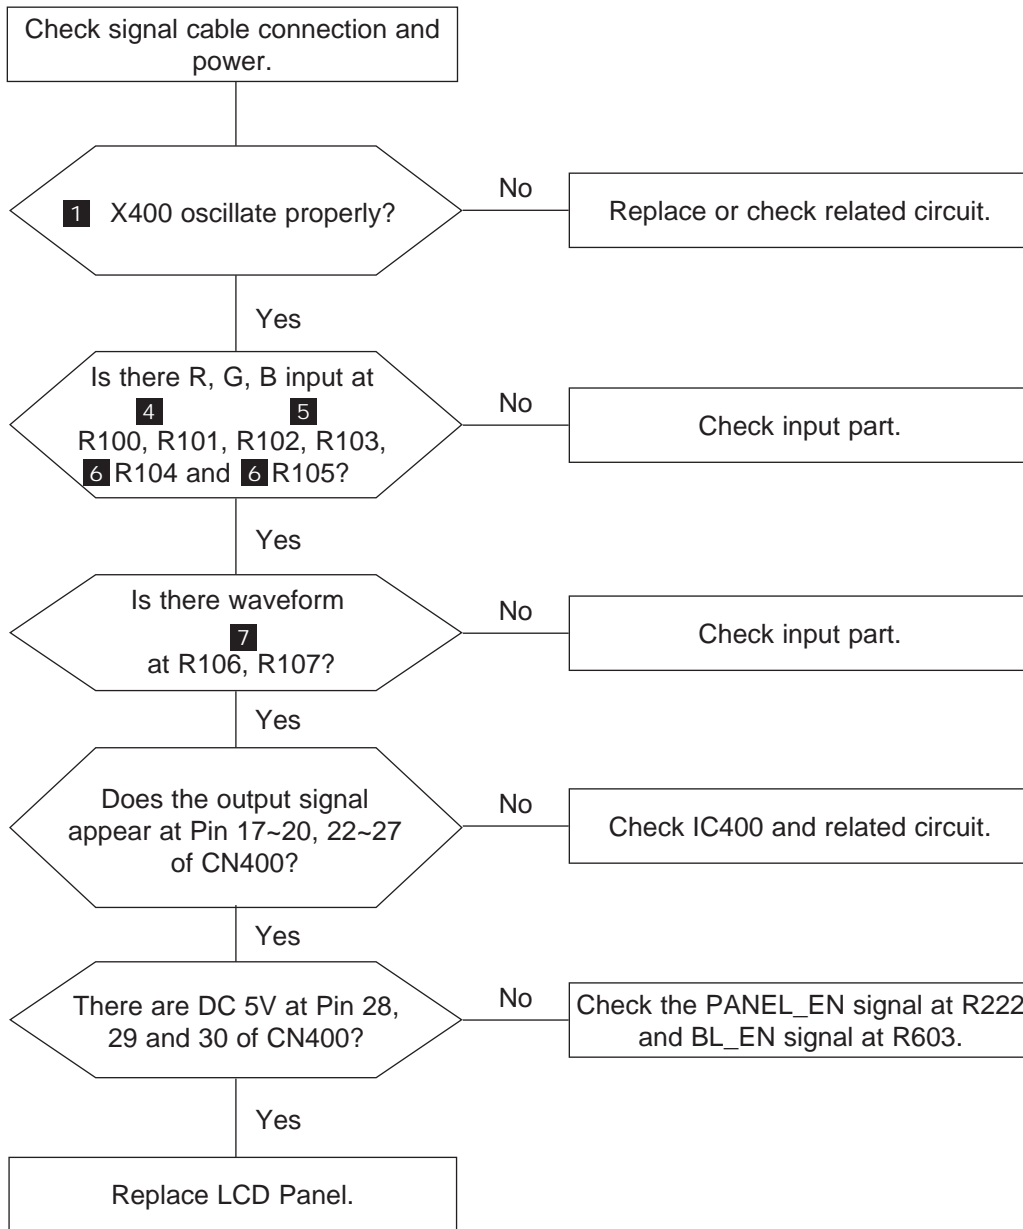 Check signal cable connection and
power.
1 X400 oscillate properly?
No
Replace or check related circuit.
Yes
Is there R, G, B input at
4 5
R100, R101, R102, R103,
6 R104 and 6 R105?
No
Check input part.
Yes
Is there waveform
7
at R106, R107?
No
Check input part.
Yes
Does the output signal
appear at Pin 17~20, 22~27
of CN400?
No
Check IC400 and related circuit.
Yes
There are DC 5V at Pin 28,
29 and 30 of CN400?
No
Check the PANEL_EN signal at R222
and BL_EN signal at R603.
Yes
Replace LCD Panel.